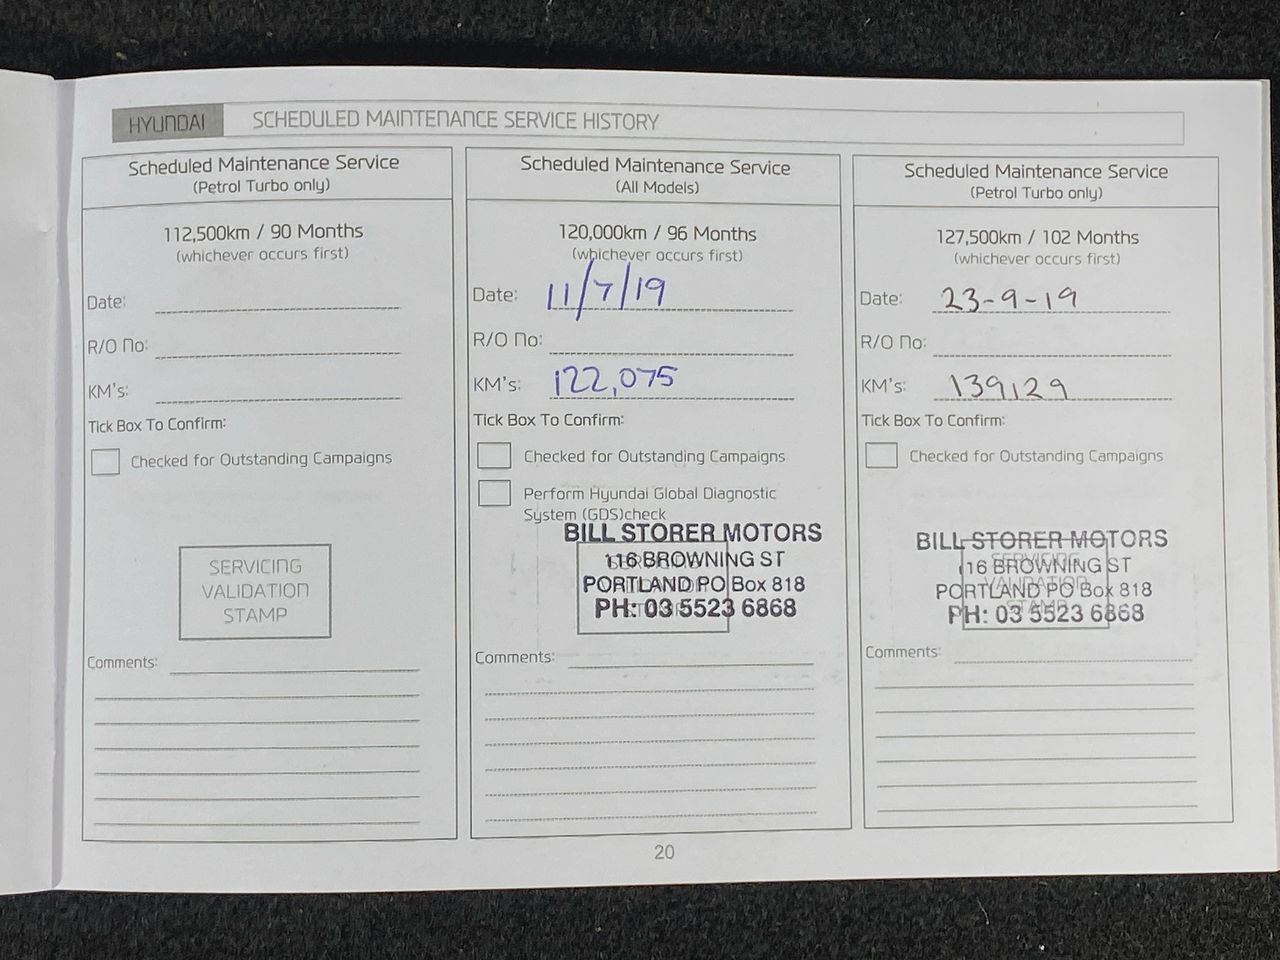 HYUNDAI SCHEDULED MAINTENANCE SERVICE HISTORY
Scheduled Maintenance Service
(Petrol Turbo only)
112,500km / 90 Months
(whichever occurs first)
Date:
R/O No:
KM's:
Tick Box To Confirm:
Checked for Outstanding Campaigns
SERVICING
VALIDATION
STAMP
Comments:
Scheduled Maintenance Service
(All Models)
120,000km / 96 Months
(whichever occurs first)
Date: 11/7/19
R/O No:
KM's: 122,075
Tick Box To Confirm:
Checked for Outstanding Campaigns
Perform Hyundai Global Diagnostic
System (GDS)check
BILL STORER MOTORS
116 BROWNING ST
PORTLAND PO Box 818
PH: 03 5523 6868
Comments:
Scheduled Maintenance Service
(Petrol Turbo only)
127,500km / 102 Months
(whichever occurs first)
Date: 23-9-19
R/O No:
KM's: 139129
Tick Box To Confirm:
Checked for Outstanding Campaigns
BILL STORER MOTORS
116 BROWNING ST
PORTLAND PO Box 818
PH: 03 5523 6868
SERVICING
VALIDATION
STAMP
Comments:
20